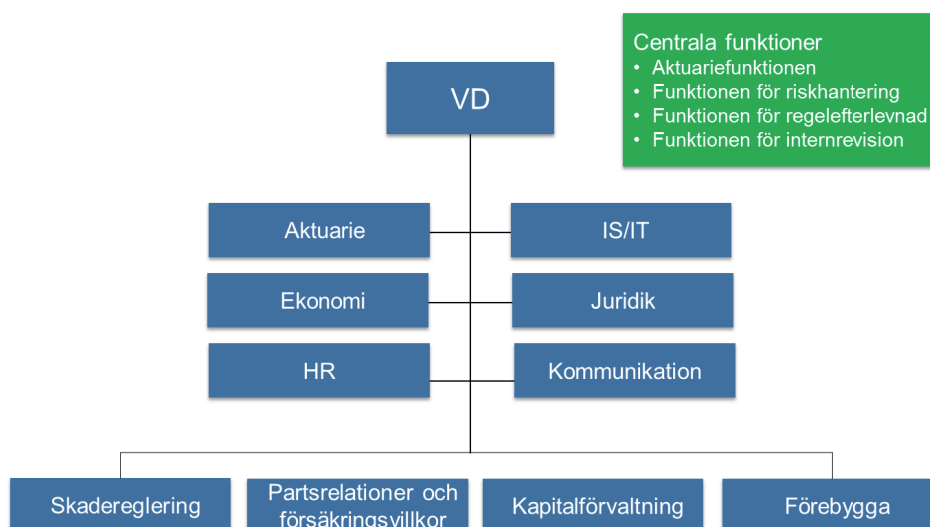 VD
Centrala funktioner
• Aktuariefunktionen
• Funktionen för riskhantering
• Funktionen för regelefterlevnad
• Funktionen för internrevision
Aktuarie
IS/IT
Ekonomi
Juridik
HR
Kommunikation
Skadereglering
Partsrelationer och
försäkringsvillkor
Kapitalförvaltning
Förebygga